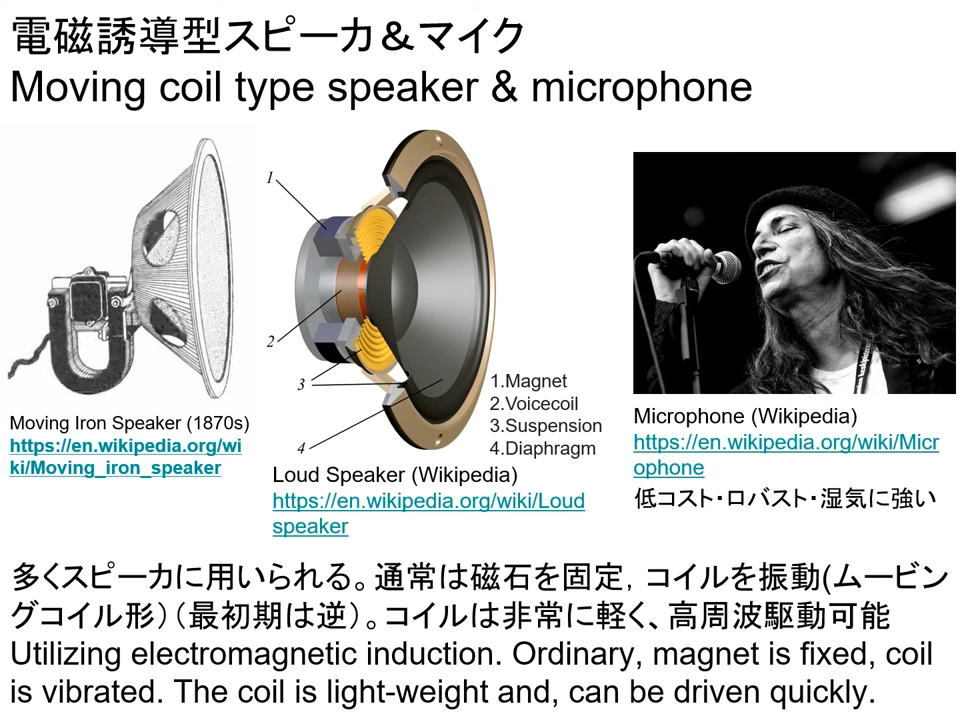 電磁誘導型スピーカ＆マイク
Moving coil type speaker & microphone
1
2
3
4
1.Magnet
2.Voicecoil
3.Suspension
4.Diaphragm
Moving Iron Speaker (1870s)
https://en.wikipedia.org/wi
ki/Moving_iron_speaker
Loud Speaker (Wikipedia)
https://en.wikipedia.org/wiki/Loud
speaker
Microphone (Wikipedia)
https://en.wikipedia.org/wiki/Micr
ophone
低コスト・ロバスト・湿気に強い
多くスピーカに用いられる。通常は磁石を固定，コイルを振動(ムービン
グコイル形）（最初期は逆）。コイルは非常に軽く、高周波駆動可能
Utilizing electromagnetic induction. Ordinary, magnet is fixed, coil
is vibrated. The coil is light-weight and, can be driven quickly.